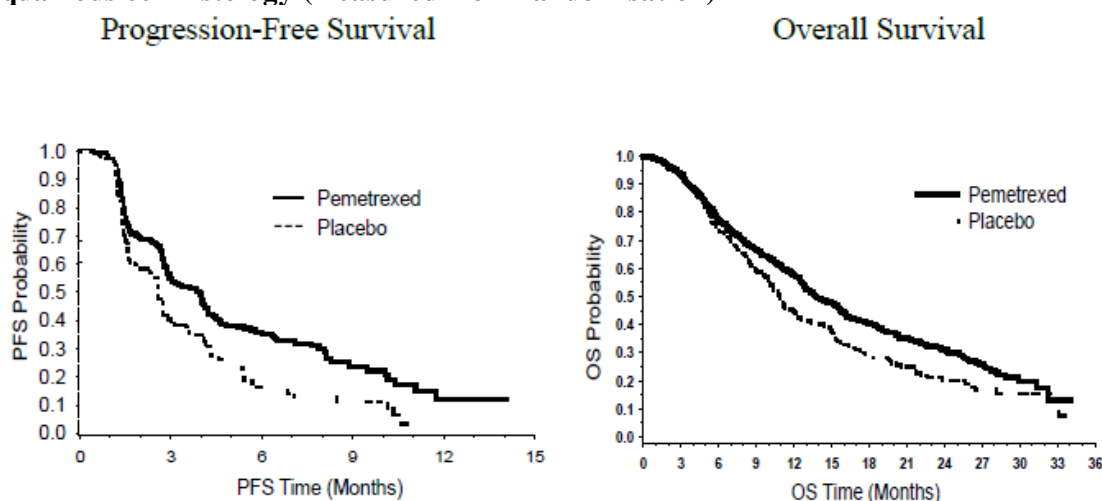 Progression-Free Survival
Overall Survival
1.0
0.9
0.8
0.7
0.6
0.5
0.4
0.3
0.2
0.1
0.0
PFS Probability
Pemetrexed
Placebo
0 3 6 9 12 15
PFS Time (Months)
1.0
0.9
0.8
0.7
0.6
0.5
0.4
0.3
0.2
0.1
0.0
OS Probability
Pemetrexed
Placebo
0 3 6 9 12 15 18 21 24 27 30 33 36
OS Time (Months)